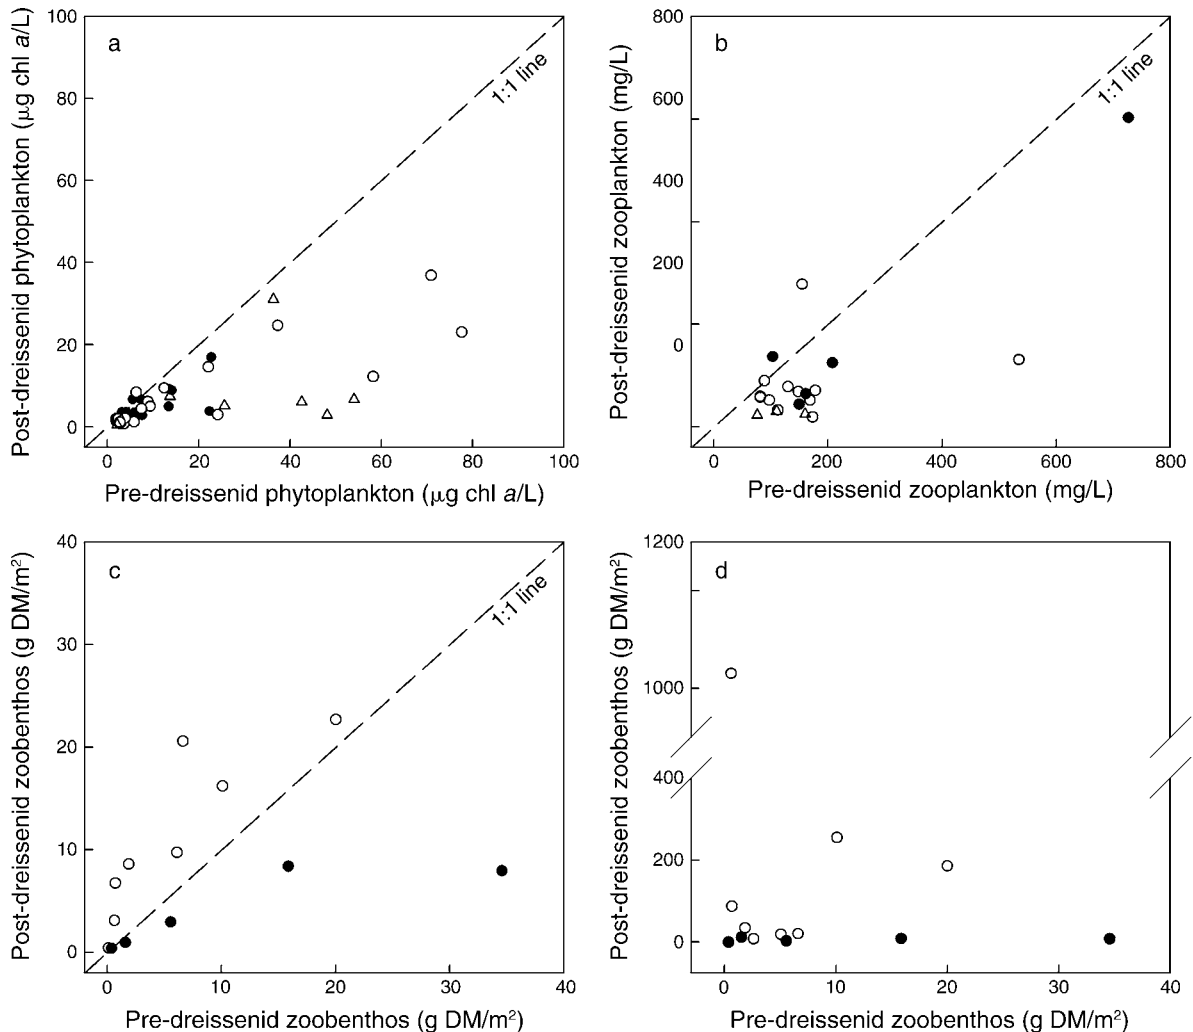 a
1:1 line
100
80
60
40
20
0
Post-dreissenid phytoplankton (μg chl a/L)
0 20 40 60 80 100
Pre-dreissenid phytoplankton (μg chl a/L)
b
1:1 line
800
600
400
200
0
Post-dreissenid zooplankton (mg/L)
0 200 400 600 800
Pre-dreissenid zooplankton (mg/L)
c
1:1 line
40
30
20
10
0
Post-dreissenid zoobenthos (g DM/m²)
0 10 20 30 40
Pre-dreissenid zoobenthos (g DM/m²)
d
1200
1000
400
200
0
Post-dreissenid zoobenthos (g DM/m²)
0 10 20 30 40
Pre-dreissenid zoobenthos (g DM/m²)